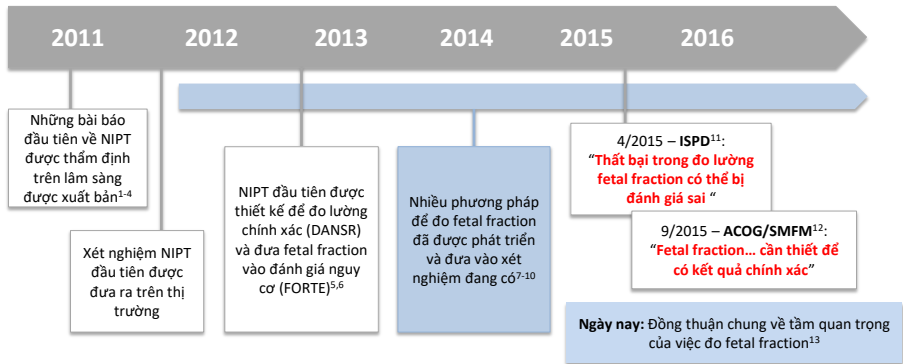 2011 2012 2013 2014 2015 2016
Những bài báo
đầu tiên về NIPT
được thẩm định
trên lâm sàng
được xuất bản1-4
Xét nghiệm NIPT
đầu tiên được
đưa ra trên thị
trường
NIPT đầu tiên được
thiết kế để đo lường
chính xác (DANSR)
và đưa fetal fraction
vào đánh giá nguy
cơ (FORTE)5,6
Nhiều phương pháp
để đo fetal fraction
đã được phát triển
và đưa vào xét
nghiệm đang có7-10
4/2015 – ISPD11:
“Thất bại trong đo lường
fetal fraction có thể bị
đánh giá sai “
9/2015 – ACOG/SMFM12:
“Fetal fraction… cần thiết để
có kết quả chính xác”
Ngày nay: Đồng thuận chung về tầm quan trọng
của việc đo fetal fraction13